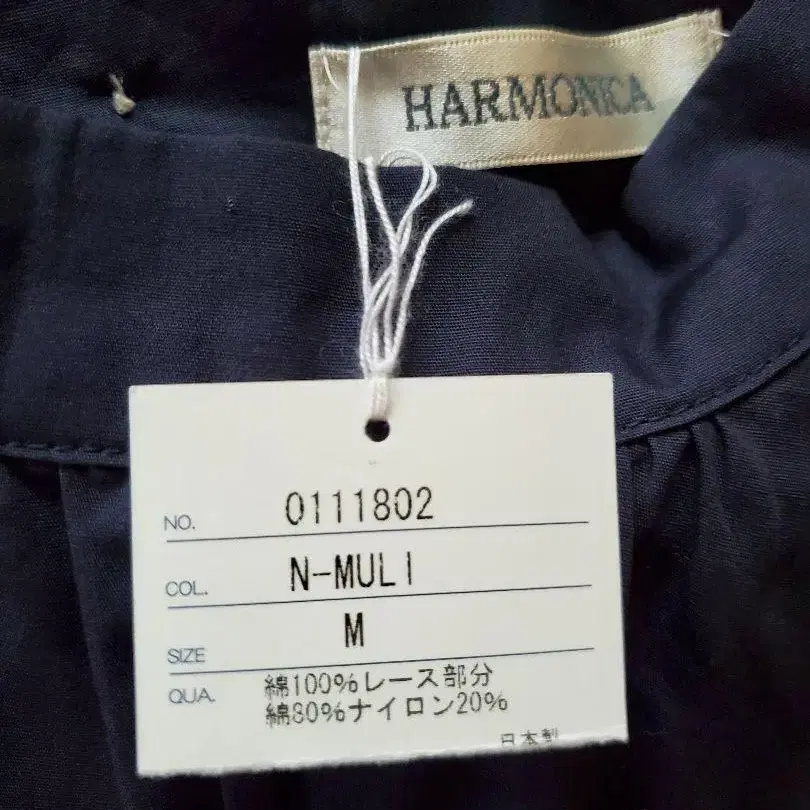 HARMONICA
NO. 0111802
COL. N-MULI
SIZE M
QUA. 綿100%レース部分
綿80%ナイロン20%
日本製